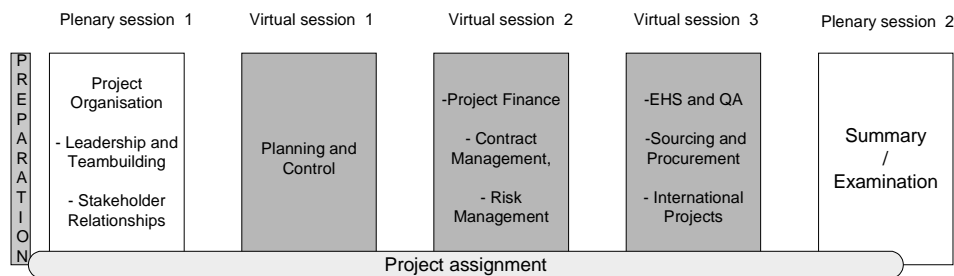 Plenary session 1
Virtual session 1
Virtual session 2
Virtual session 3
Plenary session 2
PREPARATION
Project
Organisation
- Leadership and
Teambuilding
- Stakeholder
Relationships
Planning and
Control
-Project Finance
- Contract
Management,
- Risk
Management
-EHS and QA
-Sourcing and
Procurement
- International
Projects
Summary
/
Examination
Project assignment